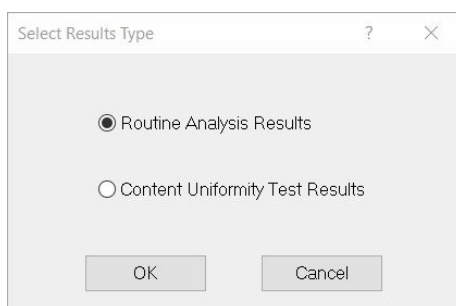 Select Results Type ?
Routine Analysis Results
Content Uniformity Test Results
OK Cancel